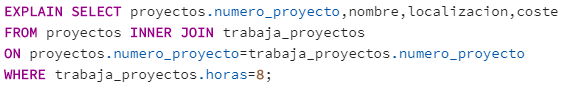 EXPLAIN SELECT proyectos.numero_proyecto,nombre,localizacion,coste
FROM proyectos INNER JOIN trabaja_proyectos
ON proyectos.numero_proyecto=trabaja_proyectos.numero_proyecto
WHERE trabaja_proyectos.horas=8;